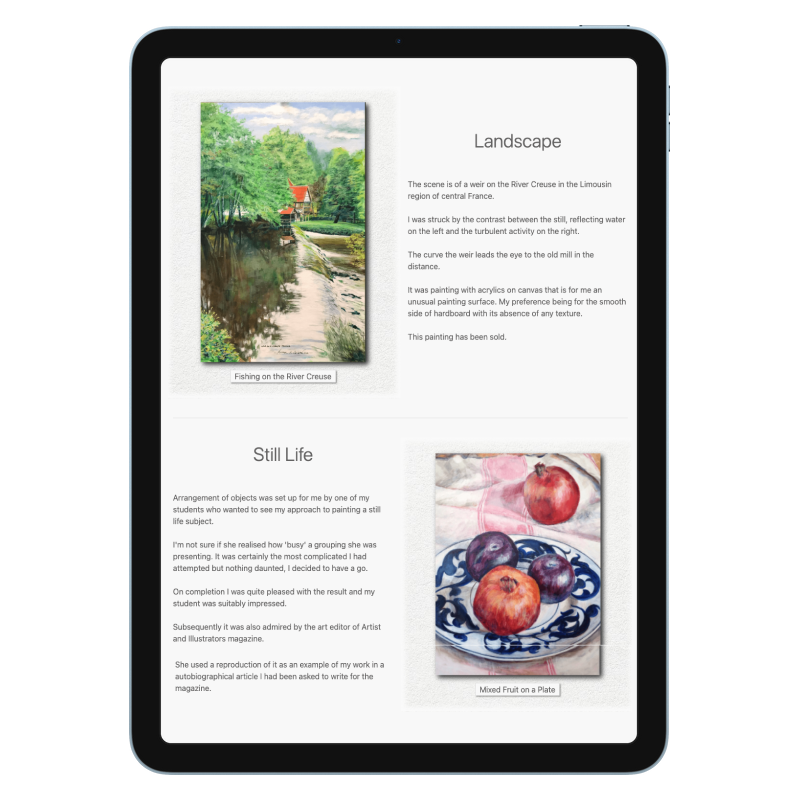 Landscape
The scene is of a weir on the River Creuse in the Limousin
region of central France.
I was struck by the contrast between the still, reflecting water
on the left and the turbulent activity on the right.
The curve the weir leads the eye to the old mill in the
distance.
It was painting with acrylics on canvas that is for me an
unusual painting surface. My preference being for the smooth
side of hardboard with its absence of any texture.
This painting has been sold.
Fishing on the River Creuse
Still Life
Arrangement of objects was set up for me by one of my
students who wanted to see my approach to painting a still
life subject.
I'm not sure if she realised how 'busy' a grouping she was
presenting. It was certainly the most complicated I had
attempted but nothing daunted, I decided to have a go.
On completion I was quite pleased with the result and my
student was suitably impressed.
Subsequently it was also admired by the art editor of Artist
and Illustrators magazine.
She used a reproduction of it as an example of my work in a
autobiographical article I had been asked to write for the
magazine.
Mixed Fruit on a Plate